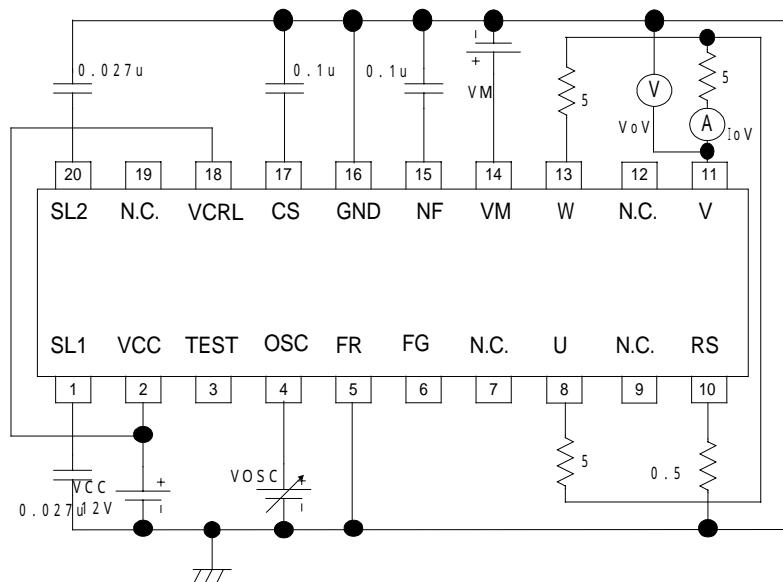 0.027u
0.1u
0.1u
VM
5
V
VoV
5
A
IoV
20 19 18 17 16 15 14 13 12 11
SL2 N.C. VCRL CS GND NF VM W N.C. V
SL1 VCC TEST OSC FR FG N.C. U N.C. RS
1 2 3 4 5 6 7 8 9 10
0.027u
VCC
12V
VOSC
5
0.5